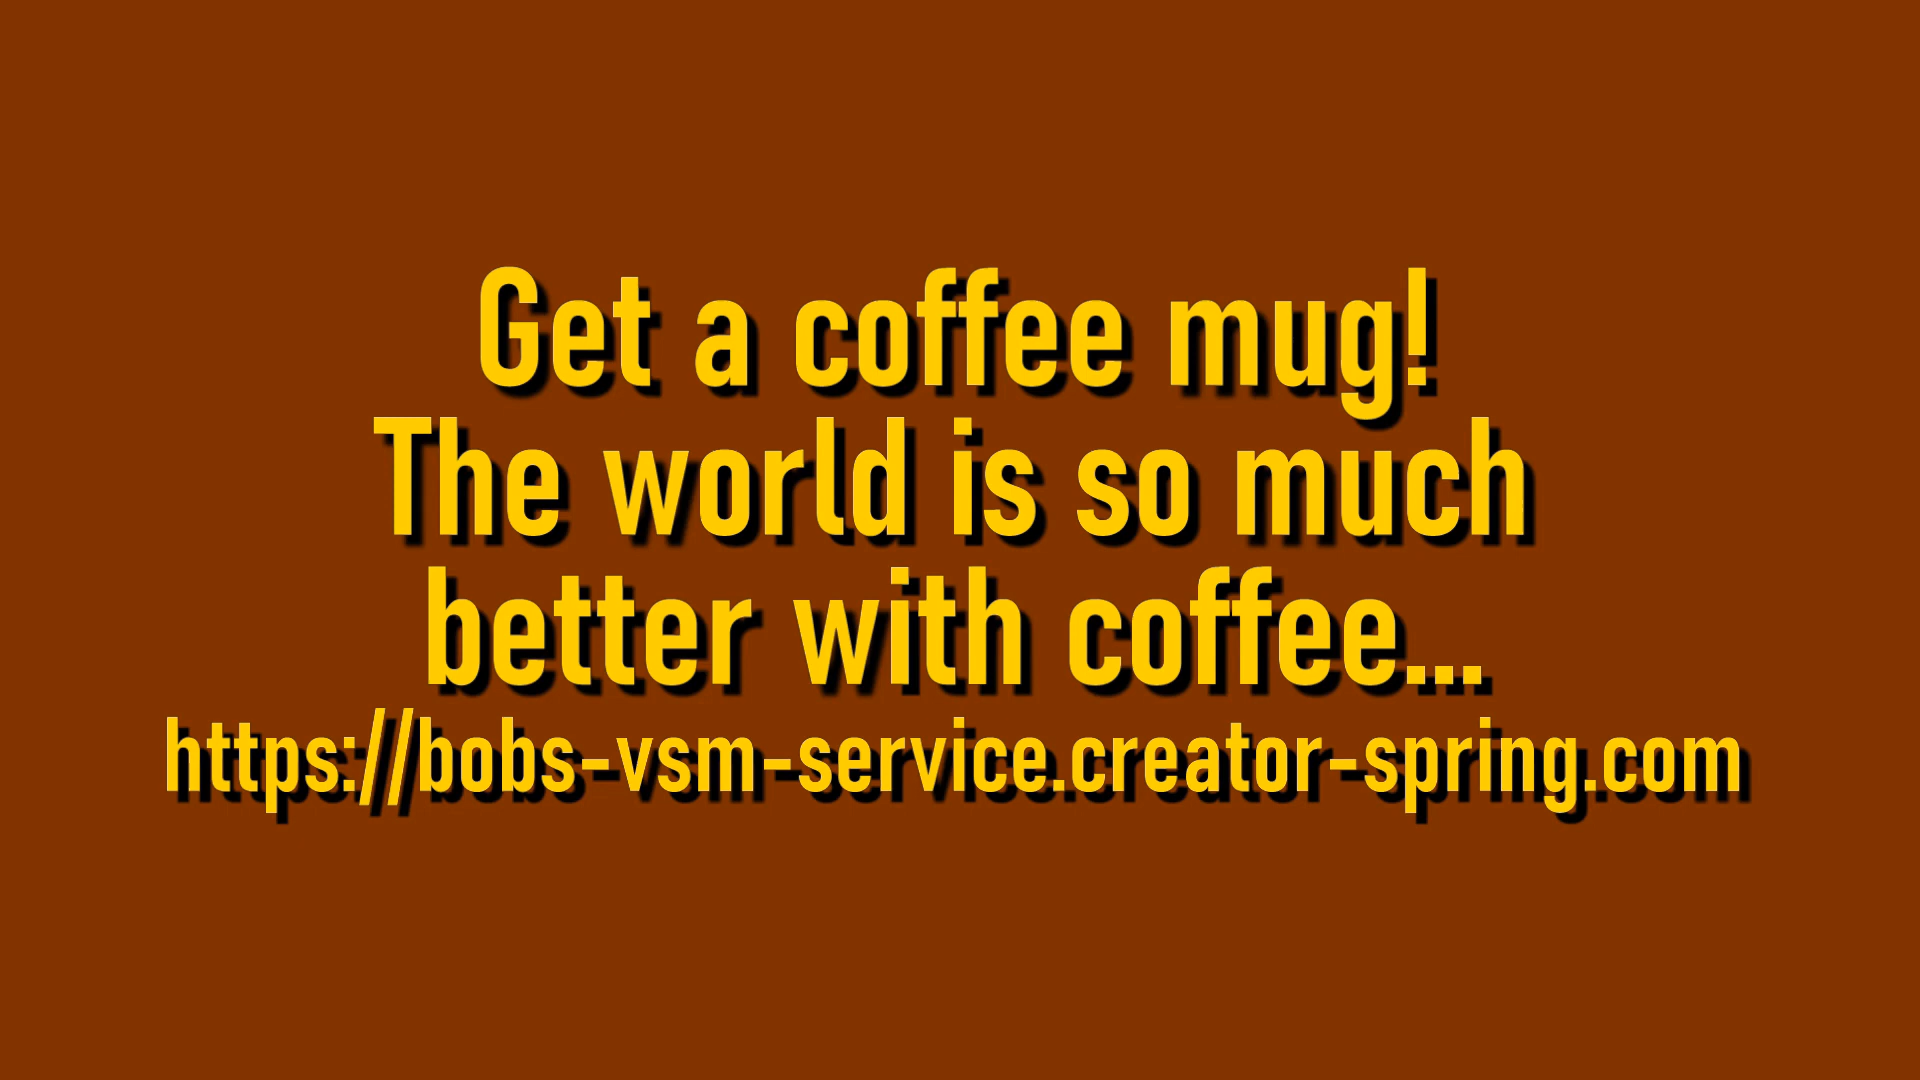 Get a coffee mug!
The world is so much
better with coffee...
https://bobs-vsm-service.creator-spring.com